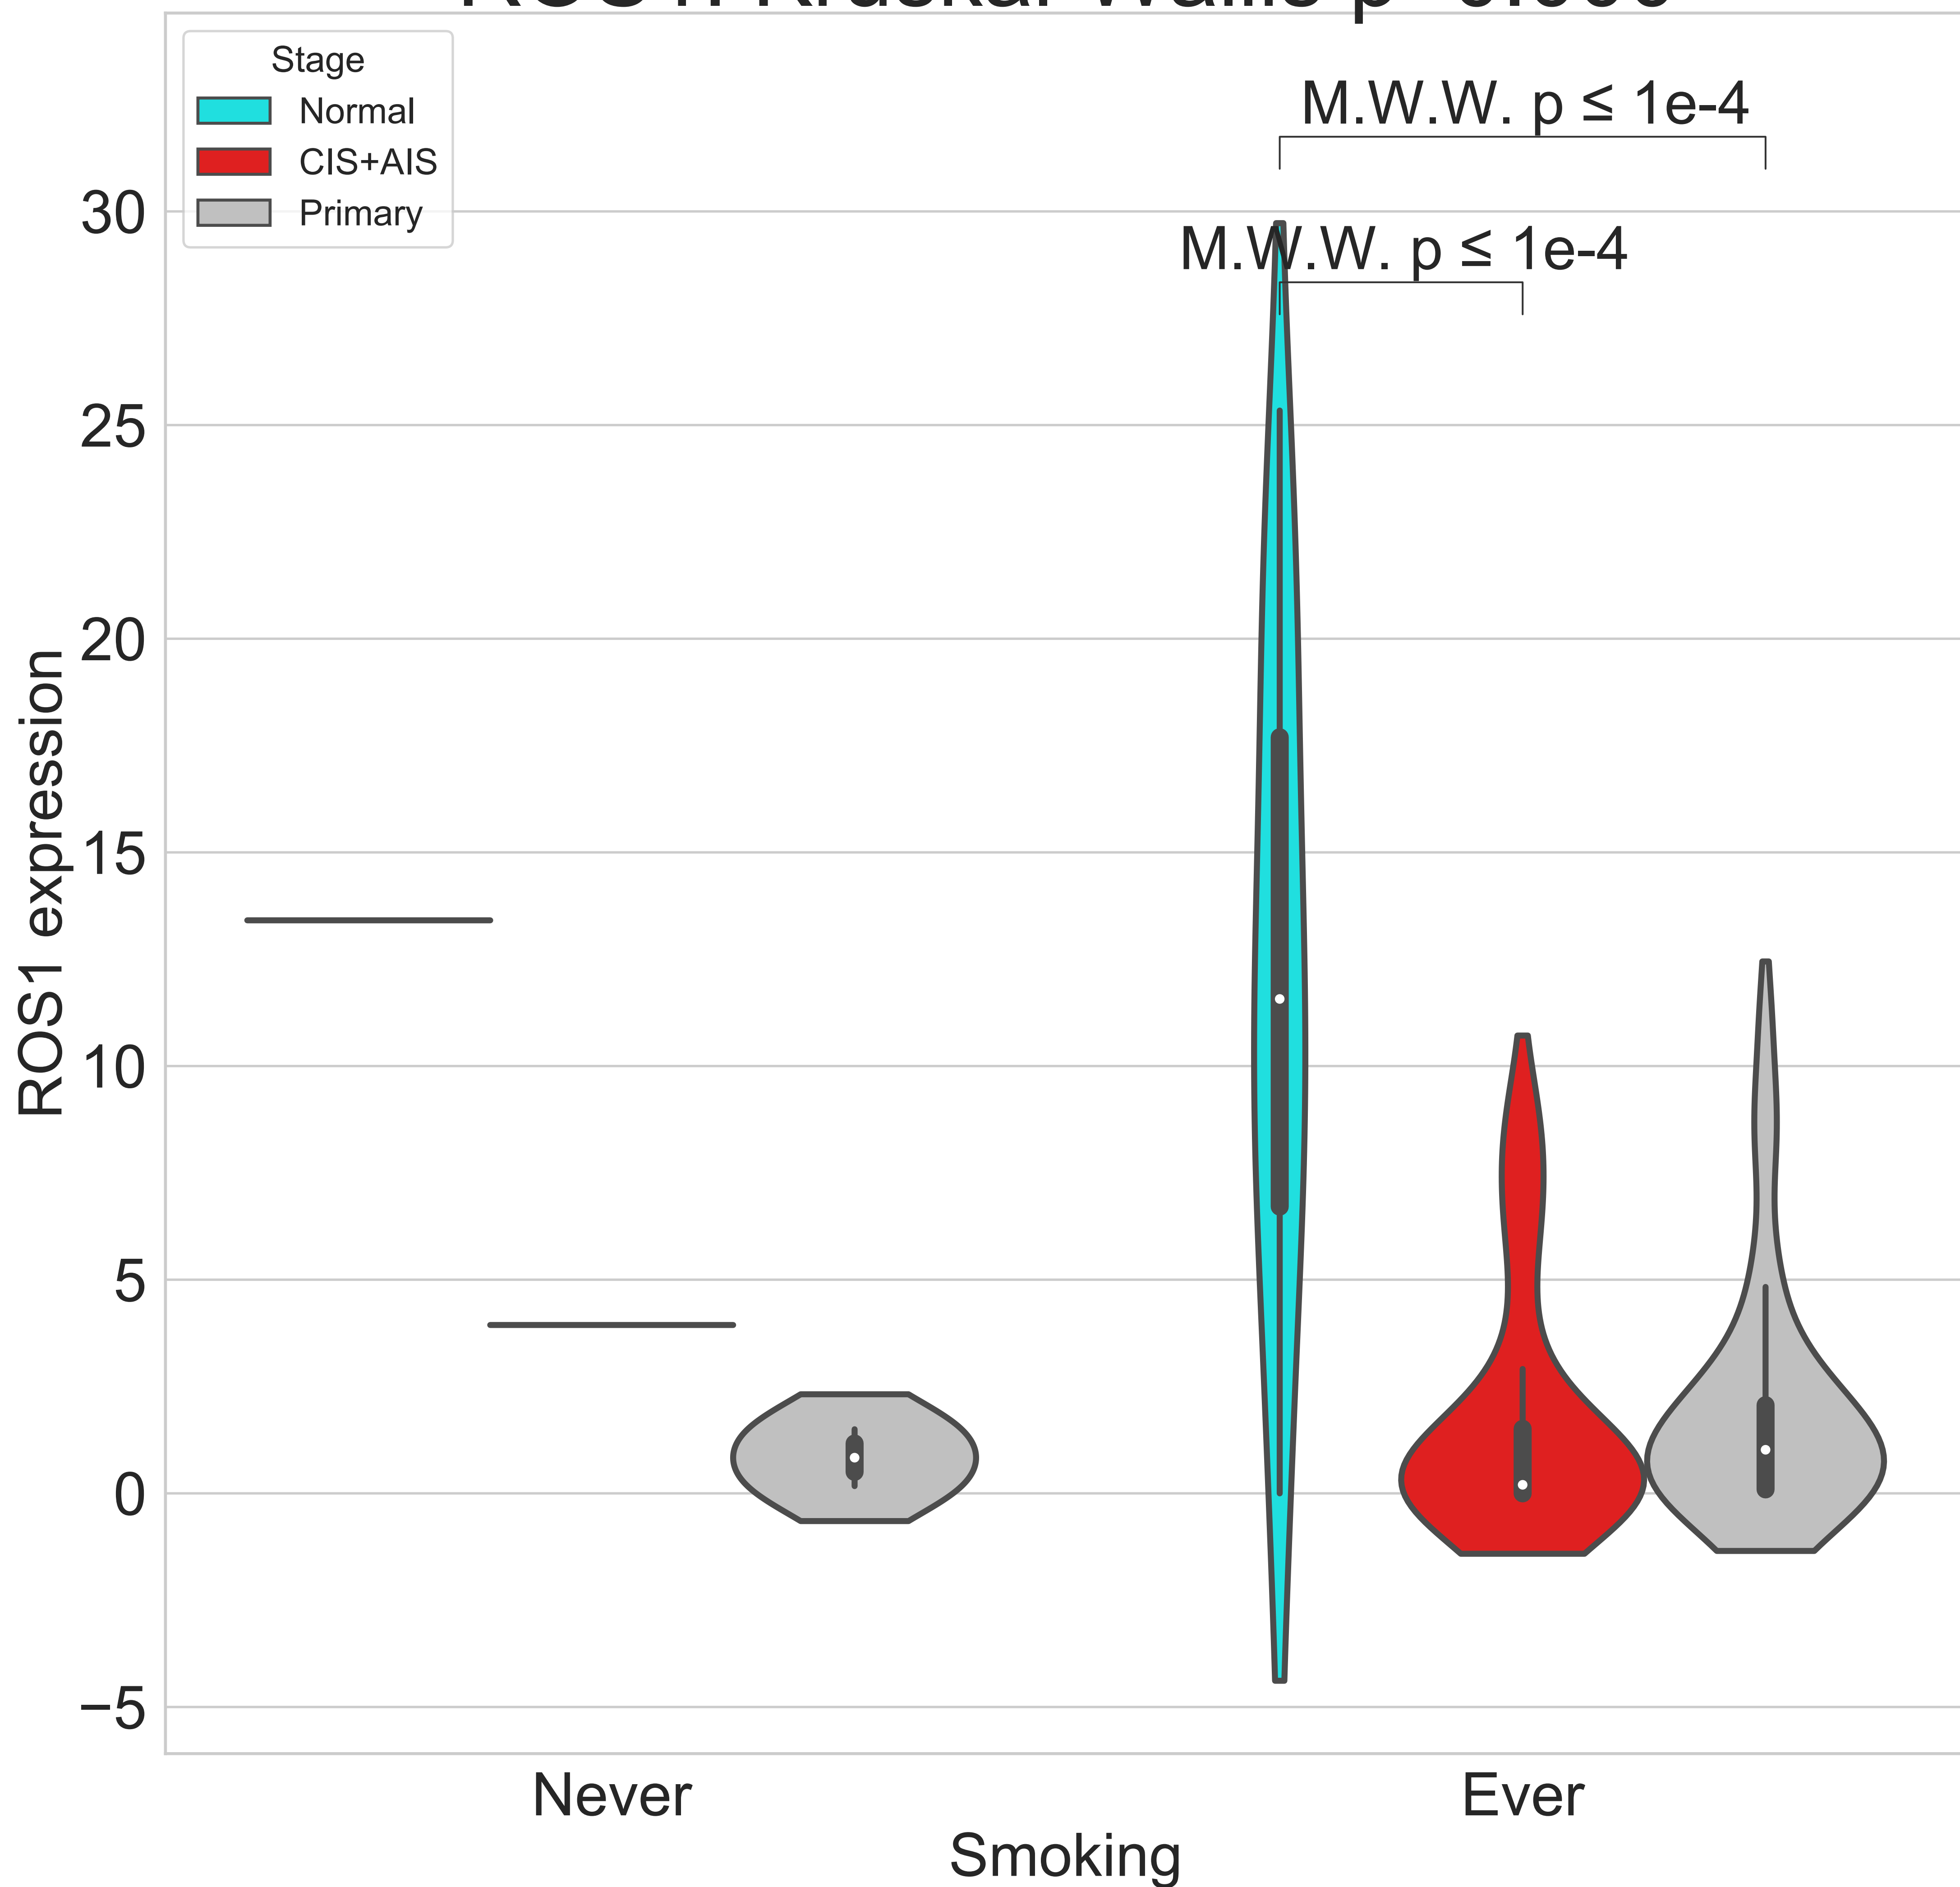 Stage
Normal
CIS+AIS
Primary
M.W.W. p ≤ 1e-4
M.W.W. p ≤ 1e-4
30
25
20
15
10
5
0
−5
ROS1 expression
Never
Ever
Smoking